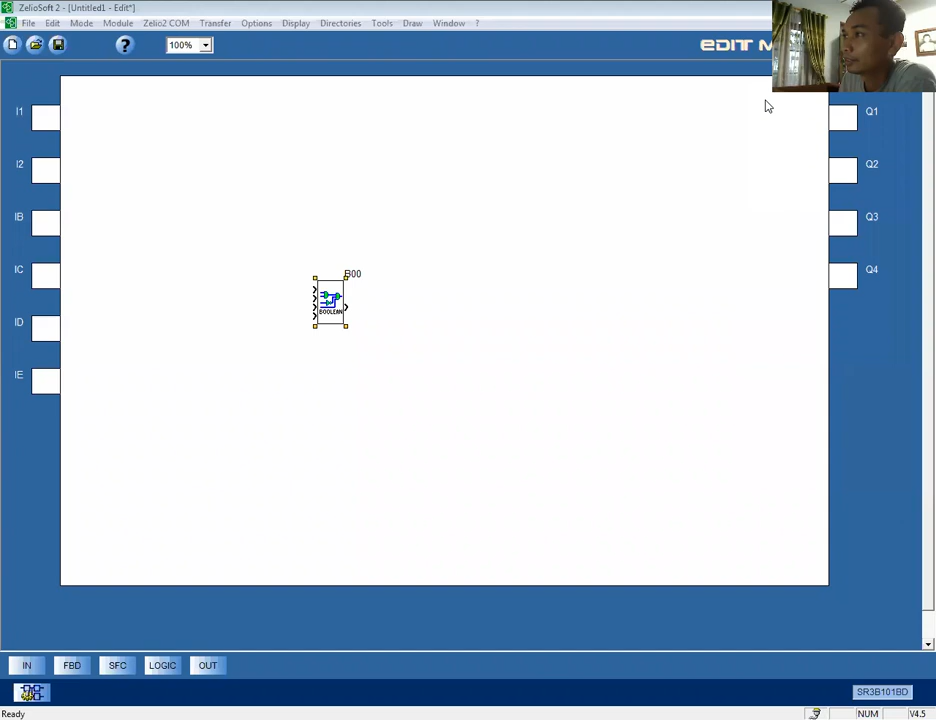 ZelioSoft 2 - [Untitled1 - Edit*]
File Edit Mode Module Zelio2 COM Transfer Options Display Directories Tools Draw Window ?
? 100% EDIT
I1 Q1
I2 Q2
IB Q3
IC Q4
ID
IE
B00
BOOLEAN
IN FBD SFC LOGIC OUT
SR3B101BD
Ready NUM V4.5